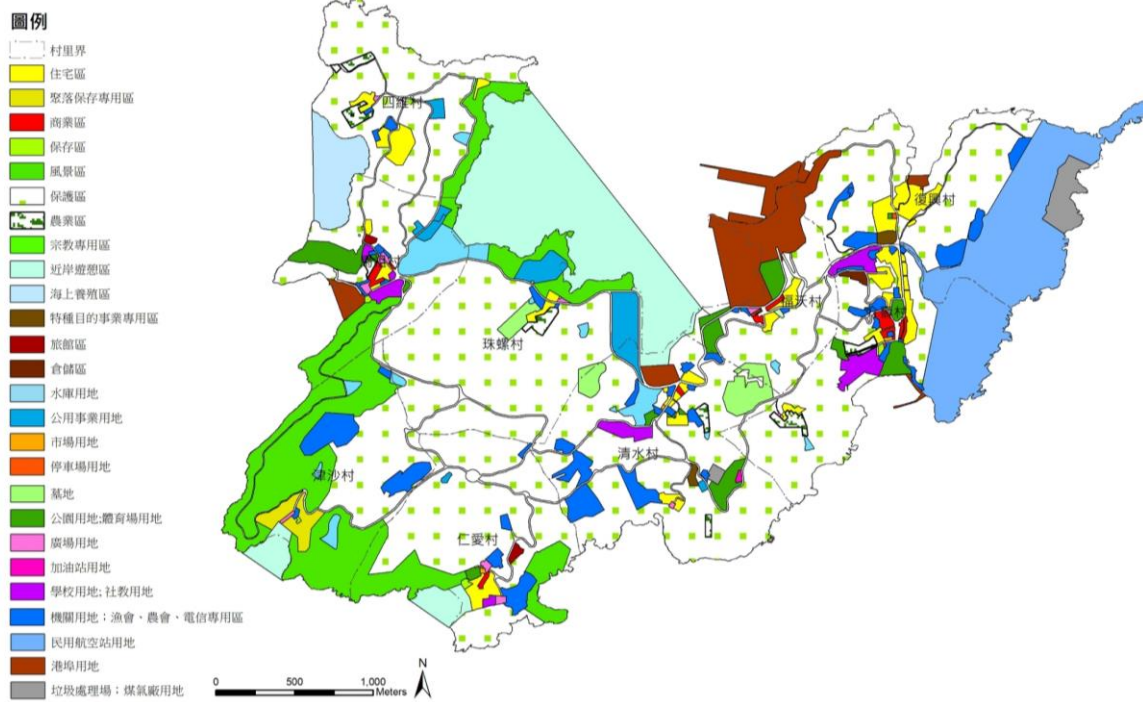 圖例
村里界
住宅區
聚落保存專用區
商業區
保存區
風景區
保護區
農業區
宗教專用區
近岸遊憩區
海上養殖區
特種目的事業專用區
旅館區
倉儲區
水庫用地
公用事業用地
市場用地
停車場用地
墓地
公園用地;體育場用地
廣場用地
加油站用地
學校用地; 社教用地
機關用地；漁會、農會、電信專用區
民用航空站用地
港埠用地
垃圾處理場；煤氣廠用地
四維村
復興村
福沃村
珠螺村
清水村
津沙村
仁愛村
0 500 1,000
Meters
N